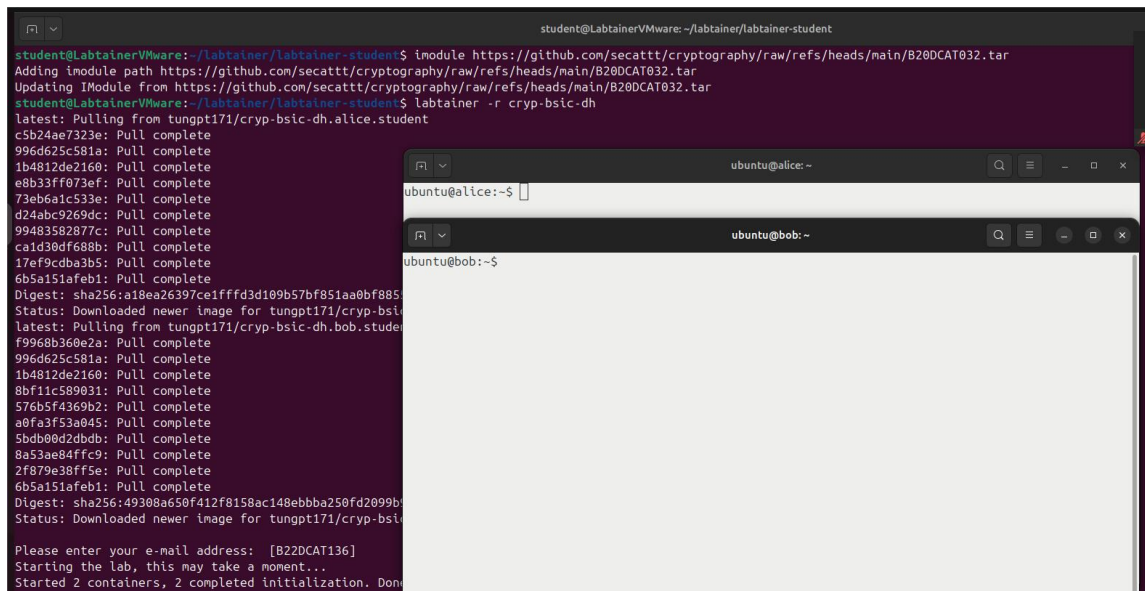 student@LabtainerVMware: ~/labtainer/labtainer-student
student@LabtainerVMware:~/labtainer/labtainer-student$ imodule https://github.com/secattt/cryptography/raw/refs/heads/main/B20DCAT032.tar
Adding imodule path https://github.com/secattt/cryptography/raw/refs/heads/main/B20DCAT032.tar
Updating IModule from https://github.com/secattt/cryptography/raw/refs/heads/main/B20DCAT032.tar
student@LabtainerVMware:~/labtainer/labtainer-student$ labtainer -r cryp-bsic-dh
latest: Pulling from tungpt171/cryp-bsic-dh.alice.student
c5b24ae7323e: Pull complete
996d625c581a: Pull complete
1b4812de2160: Pull complete
e8b33ff073ef: Pull complete
73eb6a1c533e: Pull complete
d24abc9269dc: Pull complete
99483582877c: Pull complete
ca1d30df688b: Pull complete
17ef9cdba3b5: Pull complete
6b5a151afeb1: Pull complete
Digest: sha256:a18ea26397ce1fffd3d109b57bf851aa0bf885
Status: Downloaded newer image for tungpt171/cryp-bsic
latest: Pulling from tungpt171/cryp-bsic-dh.bob.studen
f9968b360e2a: Pull complete
996d625c581a: Pull complete
1b4812de2160: Pull complete
8bf11c589031: Pull complete
576b5f4369b2: Pull complete
a0fa3f53a045: Pull complete
5bdb00d2dbdb: Pull complete
8a53ae84ffc9: Pull complete
2f879e38ff5e: Pull complete
6b5a151afeb1: Pull complete
Digest: sha256:49308a650f412f8158ac148ebbba250fd2099b
Status: Downloaded newer image for tungpt171/cryp-bsic
Please enter your e-mail address:  [B22DCAT136]
Starting the lab, this may take a moment...
Started 2 containers, 2 completed initialization. Don
ubuntu@alice: ~
ubuntu@alice:~$
ubuntu@bob: ~
ubuntu@bob:~$